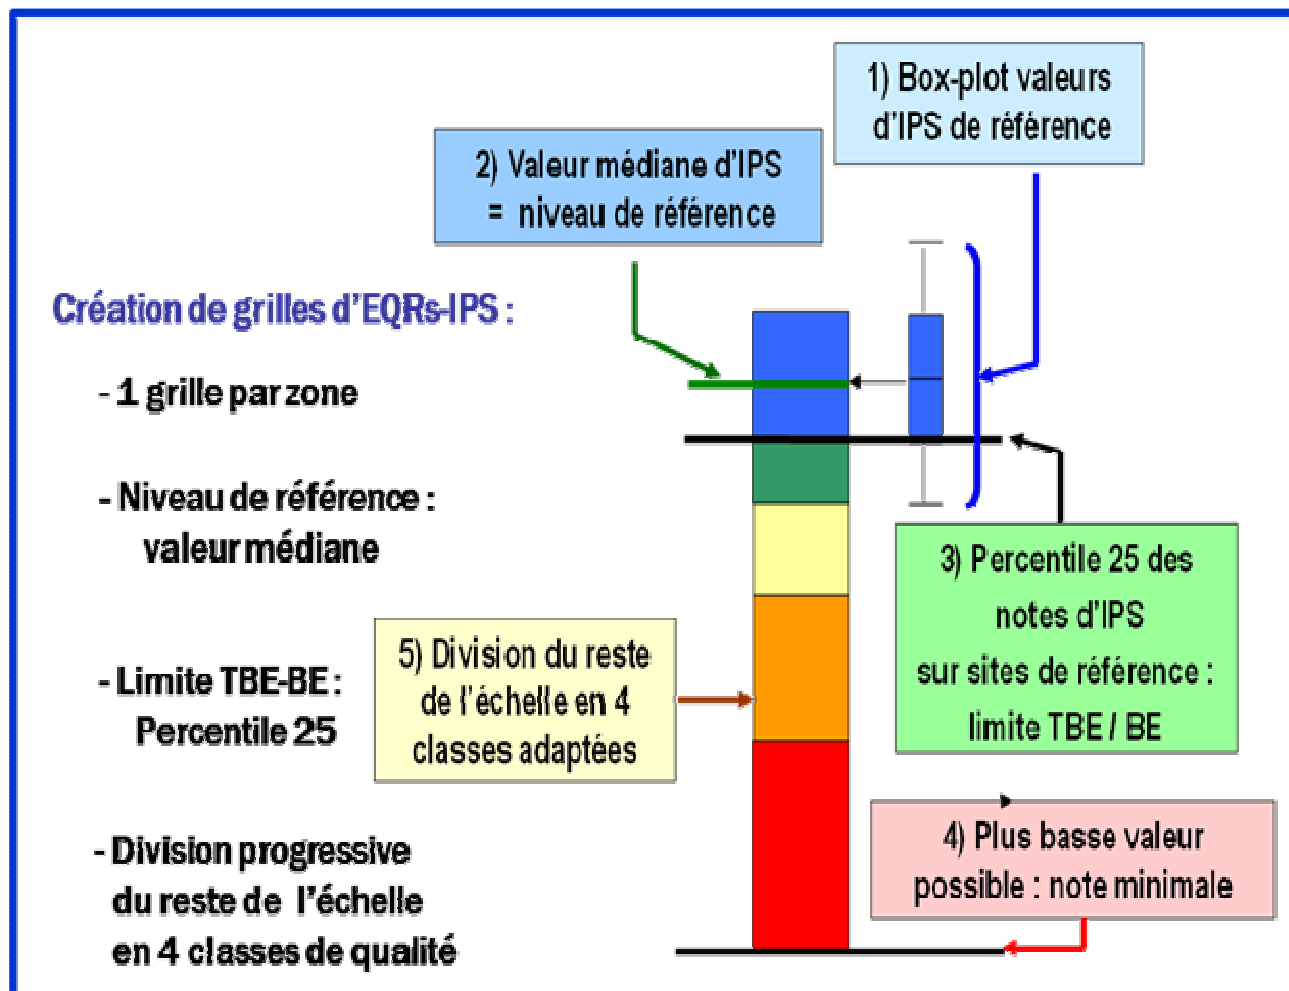 1) Box-plot valeurs
d'IPS de référence
2) Valeur médiane d'IPS
= niveau de référence
Création de grilles d'EQRs-IPS :
- 1 grille par zone
- Niveau de référence :
valeur médiane
- Limite TBE-BE :
Percentile 25
- Division progressive
du reste de l'échelle
en 4 classes de qualité
3) Percentile 25 des
notes d'IPS
sur sites de référence :
limite TBE / BE
5) Division du reste
de l'échelle en 4
classes adaptées
4) Plus basse valeur
possible : note minimale